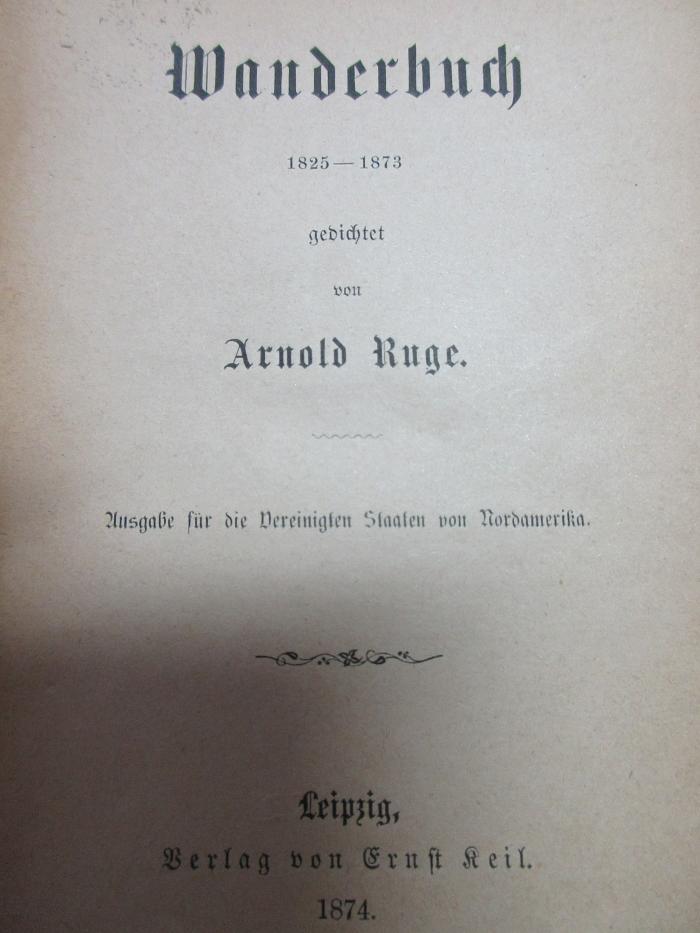 Wanderbuch
1825 — 1873
gedichtet
von
Arnold Ruge.
Ausgabe für die Vereinigten Staaten von Nordamerika.
Leipzig,
Verlag von Ernst Keil.
1874.